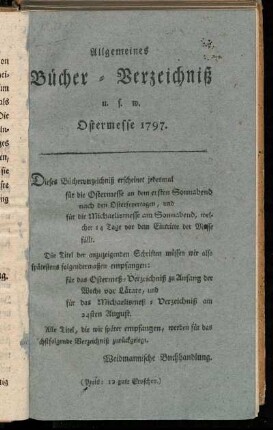 Allgemeines
Bücher-Verzeichniß
u. s. w.
Ostermesse 1797.
Dieses Bücherverzeichniß erscheinet jedesmal
für die Ostermesse an dem ersten Sonnabend
nach den Osterfeyertagen, und
für die Michaelismesse am Sonnabend, wel-
cher 14 Tage vor dem Eintritt der Messe
fällt.
Die Titel der anzuzeigenden Schriften müssen wir also
spätestens folgendermaßen empfangen:
für das Ostermeß-Verzeichniß zu Anfang der
Woche vor Lätare, und
für das Michaelismeß-Verzeichniß am
24sten August.
Alle Titel, die wir später empfangen, werden für das
nächstfolgende Verzeichniß zurückgelegt.
Weidmannische Buchhandlung.
(Preis: 12 gute Groschen.)